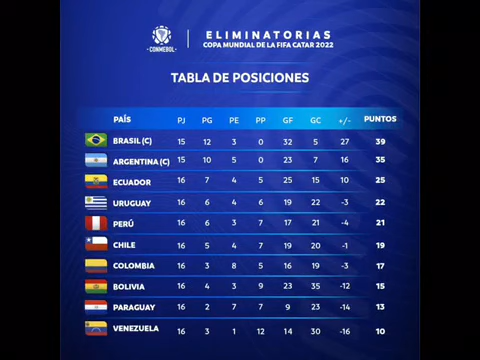 CONMEBOL
ELIMINATORIAS
COPA MUNDIAL DE LA FIFA CATAR 2022
TABLA DE POSICIONES
PAÍS PJ PG PE PP GF GC +/- PUNTOS
BRASIL (C) 15 12 3 0 32 5 27 39
ARGENTINA (C) 15 10 5 0 23 7 16 35
ECUADOR 16 7 4 5 25 15 10 25
URUGUAY 16 6 4 6 19 22 -3 22
PERÚ 16 6 3 7 17 21 -4 21
CHILE 16 5 4 7 19 20 -1 19
COLOMBIA 16 3 8 5 16 19 -3 17
BOLIVIA 16 4 3 9 23 35 -12 15
PARAGUAY 16 2 7 7 9 23 -14 13
VENEZUELA 16 3 1 12 14 30 -16 10